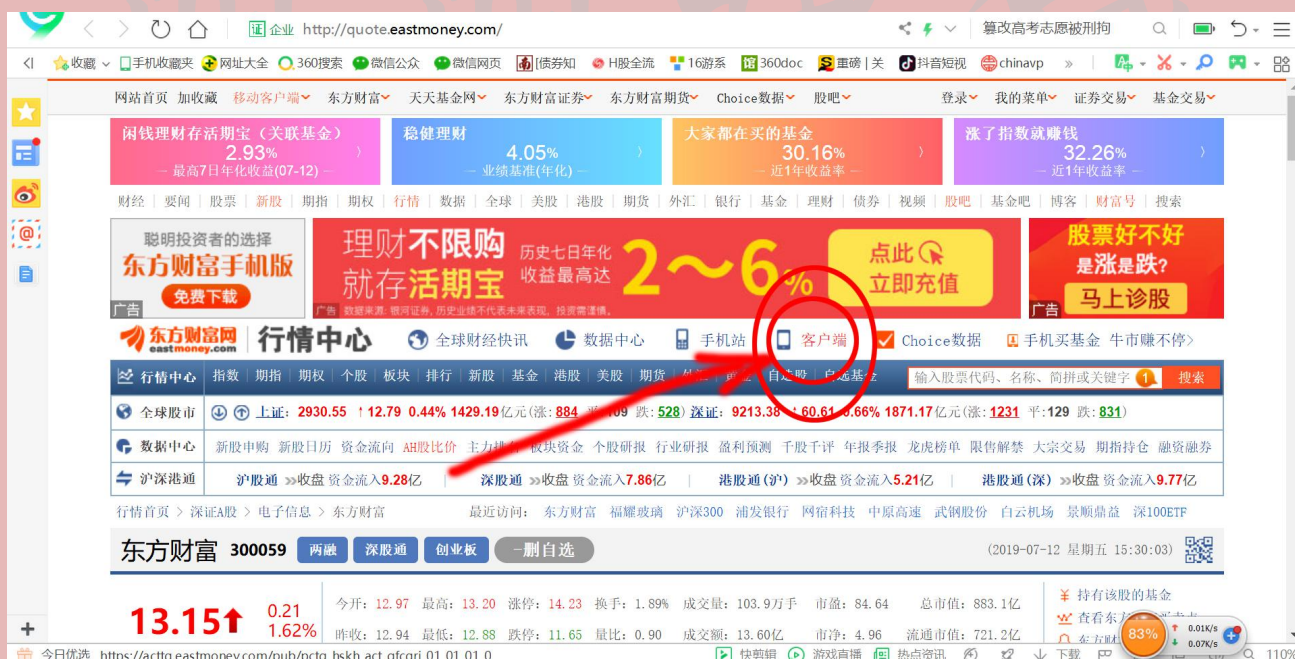 证 企业 http://quote.eastmoney.com/ 篡改高考志愿被刑拘
收藏 手机收藏夹 网址大全 360搜索 微信公众 微信网页 [债券知 H股全流 16游系 馆 360doc 重磅 | 关 抖音短视 chinavp »
网站首页 加收藏 移动客户端 东方财富 天天基金网 东方财富证券 东方财富期货 Choice数据 股吧 登录 我的菜单 证券交易 基金交易
闲钱理财存活期宝（关联基金） 稳健理财 大家都在买的基金 涨了指数就赚钱
2.93% 4.05% 30.16% 32.26%
最高7日年化收益(07-12) 业绩基准(年化) 近1年收益率 近1年收益率
财经 要闻 股票 新股 期指 期权 行情 数据 全球 美股 港股 期货 外汇 银行 基金 理财 债券 视频 股吧 基金吧 博客 财富号 搜索
聪明投资者的选择
东方财富手机版
免费下载
广告
理财不限购
就存活期宝
历史七日年化
收益最高达
2～6%
点此
立即充值
广告 数据来源: 银河证券, 历史业绩不代表未来表现, 投资需谨慎。
股票好不好
是涨是跌?
马上诊股
广告
东方财富网 eastmoney.com 行情中心 全球财经快讯 数据中心 手机站 客户端 Choice数据 手机买基金 牛市赚不停>
行情中心 指数 期指 期权 个股 板块 排行 新股 基金 港股 美股 期货 自选股 自选基金 输入股票代码、名称、简拼或关键字 1 搜索
全球股市 上证: 2930.55 ↑12.79 0.44% 1429.19亿元(涨:884 跌:528) 深证: 9213.38 ↑60.61 0.66% 1871.17亿元(涨:1231 平:129 跌:831)
数据中心 新股申购 新股日历 资金流向 AH股比价 板块资金 个股研报 行业研报 盈利预测 千股千评 年报季报 龙虎榜单 限售解禁 大宗交易 期指持仓 融资融券
沪深港通 沪股通 »收盘 资金流入9.28亿 深股通 »收盘 资金流入7.86亿 港股通(沪) »收盘 资金流入5.21亿 港股通(深) »收盘 资金流入9.77亿
行情首页 > 深证A股 > 电子信息 > 东方财富 最近访问: 东方财富 福耀玻璃 沪深300 浦发银行 网宿科技 中原高速 武钢股份 白云机场 景顺鼎益 深100ETF
东方财富 300059 两融 深股通 创业板 -删自选 (2019-07-12 星期五 15:30:03)
13.15↑ 0.21 1.62%
今开: 12.97 最高: 13.20 涨停: 14.23 换手: 1.89% 成交量: 103.9万手 市盈: 84.64 总市值: 883.1亿
昨收: 12.94 最低: 12.88 跌停: 11.65 量比: 0.90 成交额: 13.60亿 市净: 4.96 流通市值: 721.2亿
持有该股的基金
查看东方
83% 0.01K/s
0.07K/s
今日优选 https://acttg.eastmoney.com/pub/pctg_hskh_act_qfcgrj_01_01_01_0 快剪辑 游戏直播 热点资讯 下载 110%